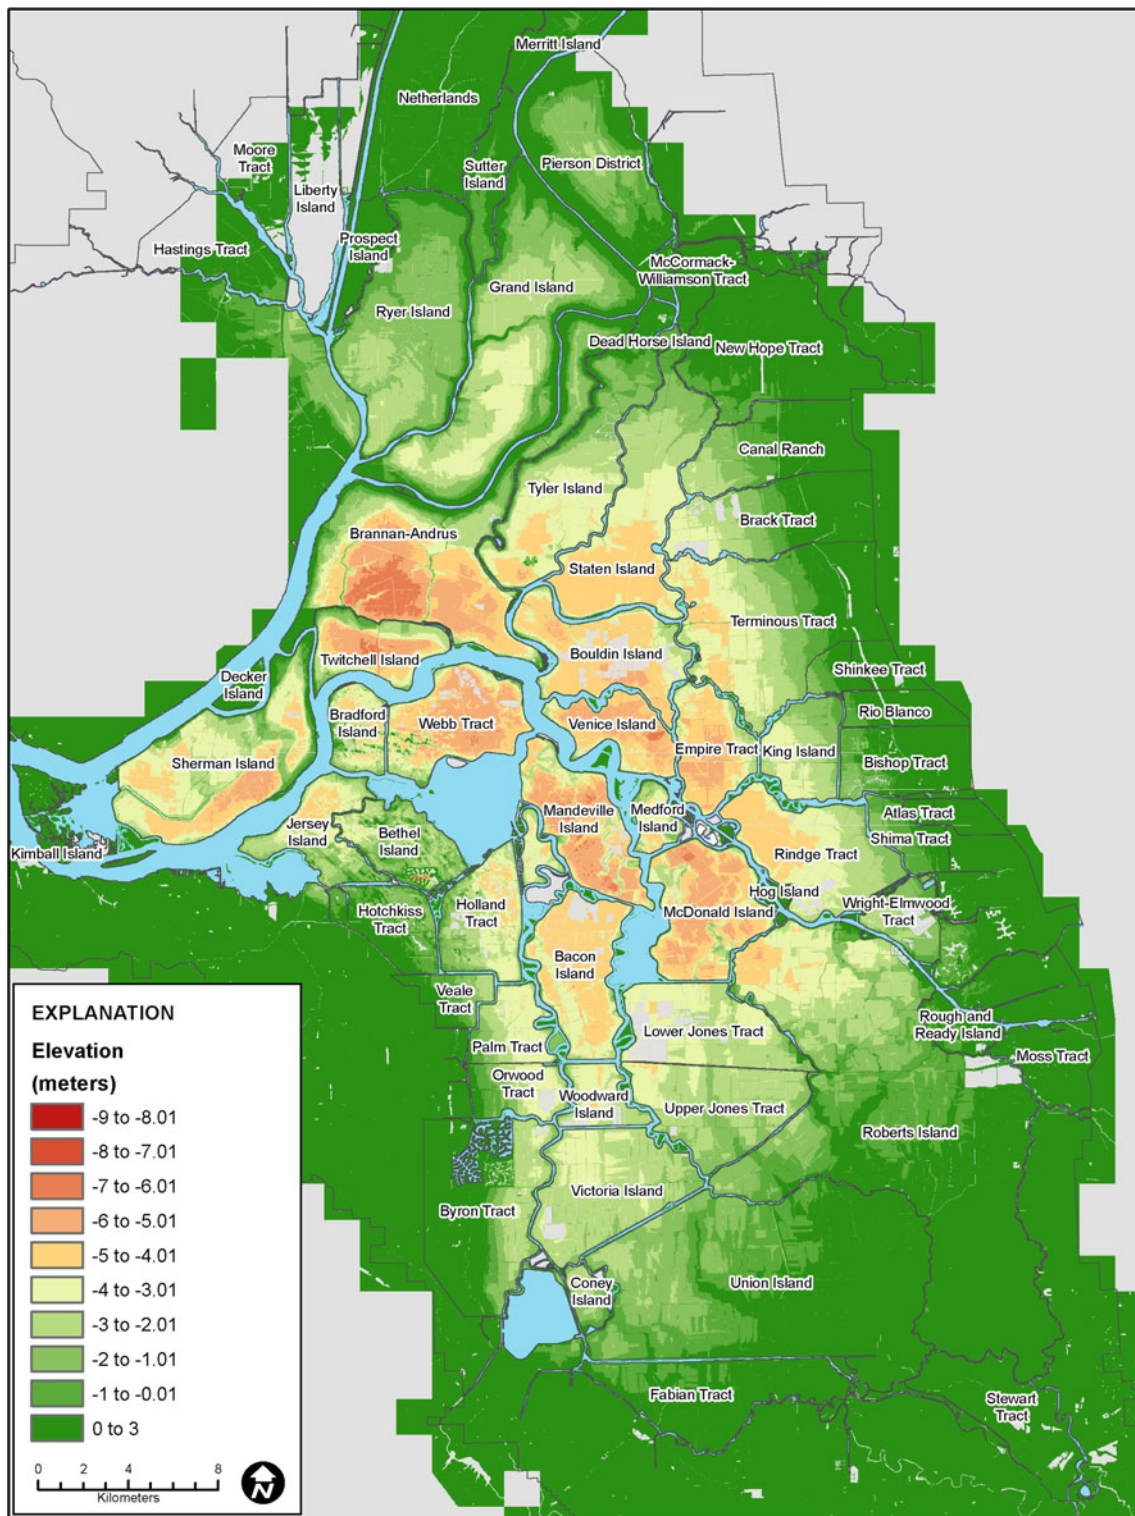 Merritt Island
Netherlands
Moore
Tract
Sutter
Island
Pierson District
Liberty
Island
Hastings Tract
Prospect
Island
McCormack-
Williamson Tract
Grand Island
Ryer Island
Dead Horse Island
New Hope Tract
Canal Ranch
Tyler Island
Brack Tract
Brannan-Andrus
Staten Island
Terminous Tract
Twitchell Island
Bouldin Island
Shinkee Tract
Decker
Island
Bradford
Island
Webb Tract
Venice Island
Rio Blanco
Empire Tract
King Island
Sherman Island
Bishop Tract
Mandeville
Island
Medford
Island
Atlas Tract
Jersey
Island
Bethel
Island
Shima Tract
Kimball Island
Rindge Tract
Hog Island
Hotchkiss
Tract
Holland
Tract
McDonald Island
Wright-Elmwood
Tract
Bacon
Island
Veale
Tract
Rough and
Ready Island
Palm Tract
Lower Jones Tract
Moss Tract
Orwood
Tract
Woodward
Island
Upper Jones Tract
Roberts Island
Victoria Island
Byron Tract
Coney
Island
Union Island
Fabian Tract
Stewart
Tract
EXPLANATION
Elevation
(meters)
-9 to -8.01
-8 to -7.01
-7 to -6.01
-6 to -5.01
-5 to -4.01
-4 to -3.01
-3 to -2.01
-2 to -1.01
-1 to -0.01
0 to 3
0 2 4 8
Kilometers
N